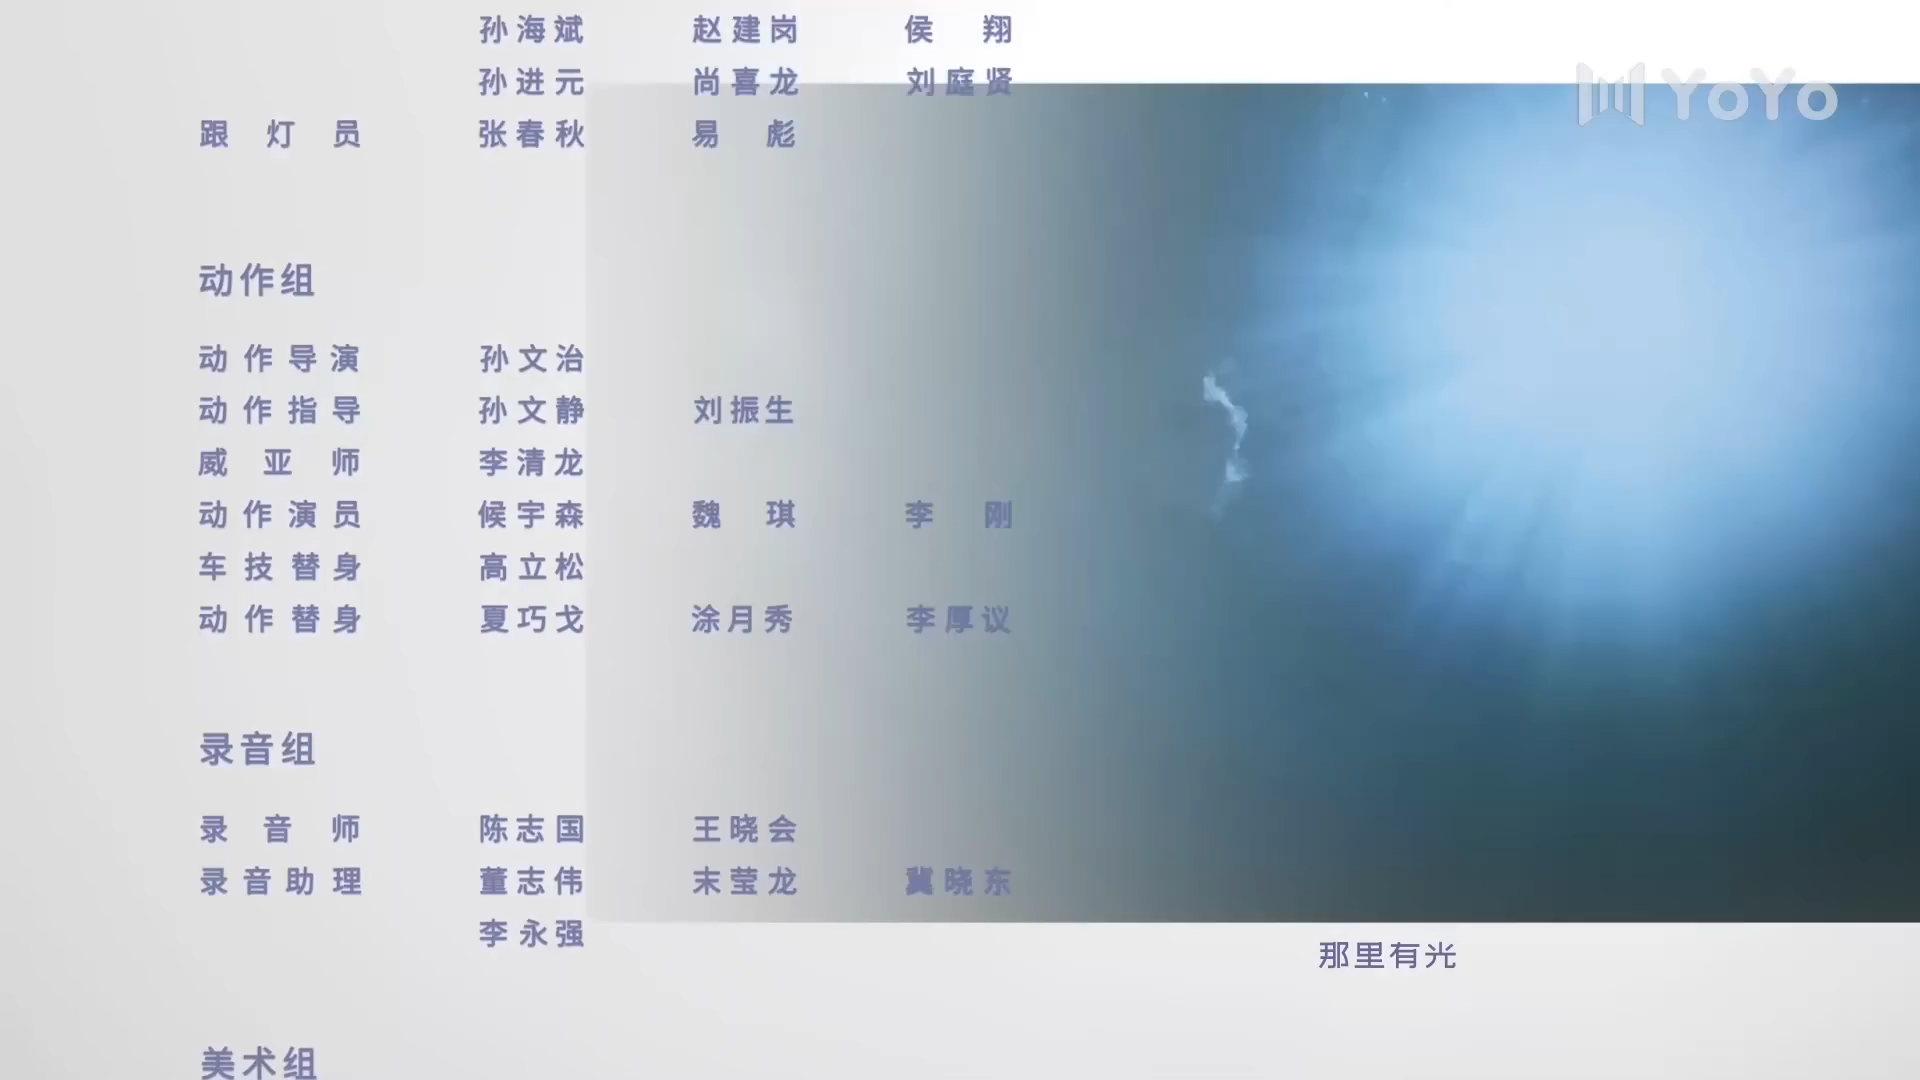 孙海斌 赵建岗 侯翔
孙进元 尚喜龙 刘庭贤
跟灯员 张春秋 易彪
动作组
动作导演 孙文治
动作指导 孙文静 刘振生
威亚师 李清龙
动作演员 候宇森 魏琪 李刚
车技替身 高立松
动作替身 夏巧戈 涂月秀 李厚议
录音组
录音师 陈志国 王晓会
录音助理 董志伟 末莹龙 冀晓东
李永强
美术组
YOYO
那里有光